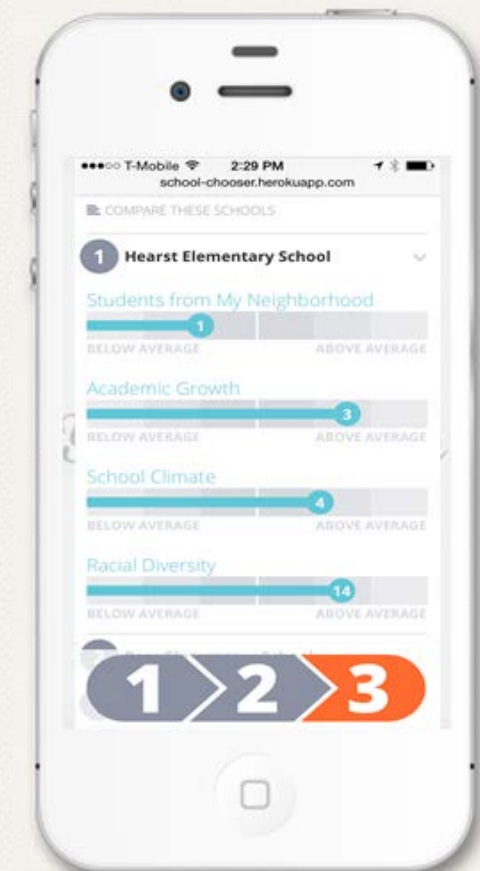 T-Mobile 2:29 PM
school-chooser.herokuapp.com
COMPARE THESE SCHOOLS
1 Hearst Elementary School
Students from My Neighborhood
1
BELOW AVERAGE ABOVE AVERAGE
Academic Growth
3
BELOW AVERAGE ABOVE AVERAGE
School Climate
4
BELOW AVERAGE ABOVE AVERAGE
Racial Diversity
14
BELOW AVERAGE ABOVE AVERAGE
1 2 3